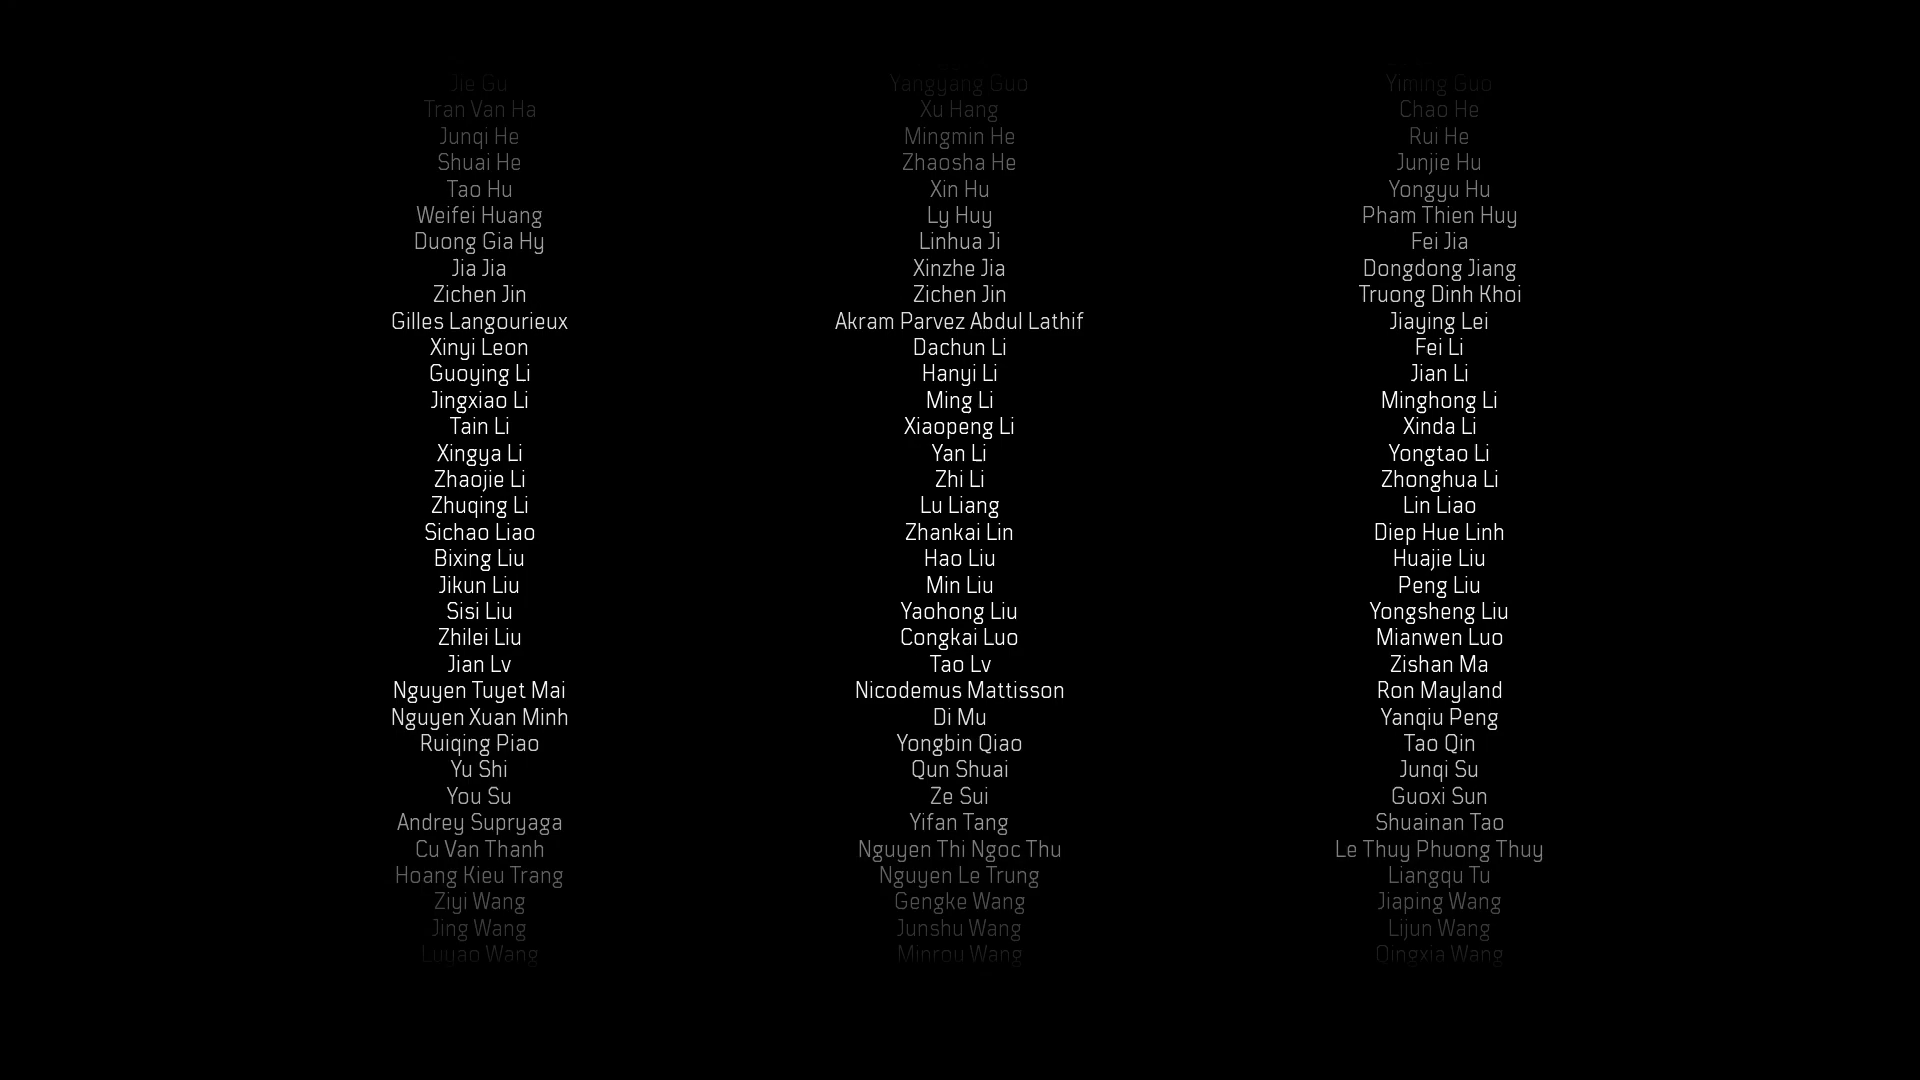 Jie Gu Yangyang Guo Yiming Guo
Tran Van Ha Xu Hang Chao He
Junqi He Mingmin He Rui He
Shuai He Zhaosha He Junjie Hu
Tao Hu Xin Hu Yongyu Hu
Weifei Huang Ly Huy Pham Thien Huy
Duong Gia Hy Linhua Ji Fei Jia
Jia Jia Xinzhe Jia Dongdong Jiang
Zichen Jin Zichen Jin Truong Dinh Khoi
Gilles Langourieux Akram Parvez Abdul Lathif Jiaying Lei
Xinyi Leon Dachun Li Fei Li
Guoying Li Hanyi Li Jian Li
Jingxiao Li Ming Li Minghong Li
Tain Li Xiaopeng Li Xinda Li
Xingya Li Yan Li Yongtao Li
Zhaojie Li Zhi Li Zhonghua Li
Zhuqing Li Lu Liang Lin Liao
Sichao Liao Zhankai Lin Diep Hue Linh
Bixing Liu Hao Liu Huajie Liu
Jikun Liu Min Liu Peng Liu
Sisi Liu Yaohong Liu Yongsheng Liu
Zhilei Liu Congkai Luo Mianwen Luo
Jian Lv Tao Lv Zishan Ma
Nguyen Tuyet Mai Nicodemus Mattisson Ron Mayland
Nguyen Xuan Minh Di Mu Yanqiu Peng
Ruiqing Piao Yongbin Qiao Tao Qin
Yu Shi Qun Shuai Junqi Su
You Su Ze Sui Guoxi Sun
Andrey Supryaga Yifan Tang Shuainan Tao
Cu Van Thanh Nguyen Thi Ngoc Thu Le Thuy Phuong Thuy
Hoang Kieu Trang Nguyen Le Trung Liangqu Tu
Ziyi Wang Gengke Wang Jiaping Wang
Jing Wang Junshu Wang Lijun Wang
Luyao Wang Minrou Wang Qingxia Wang